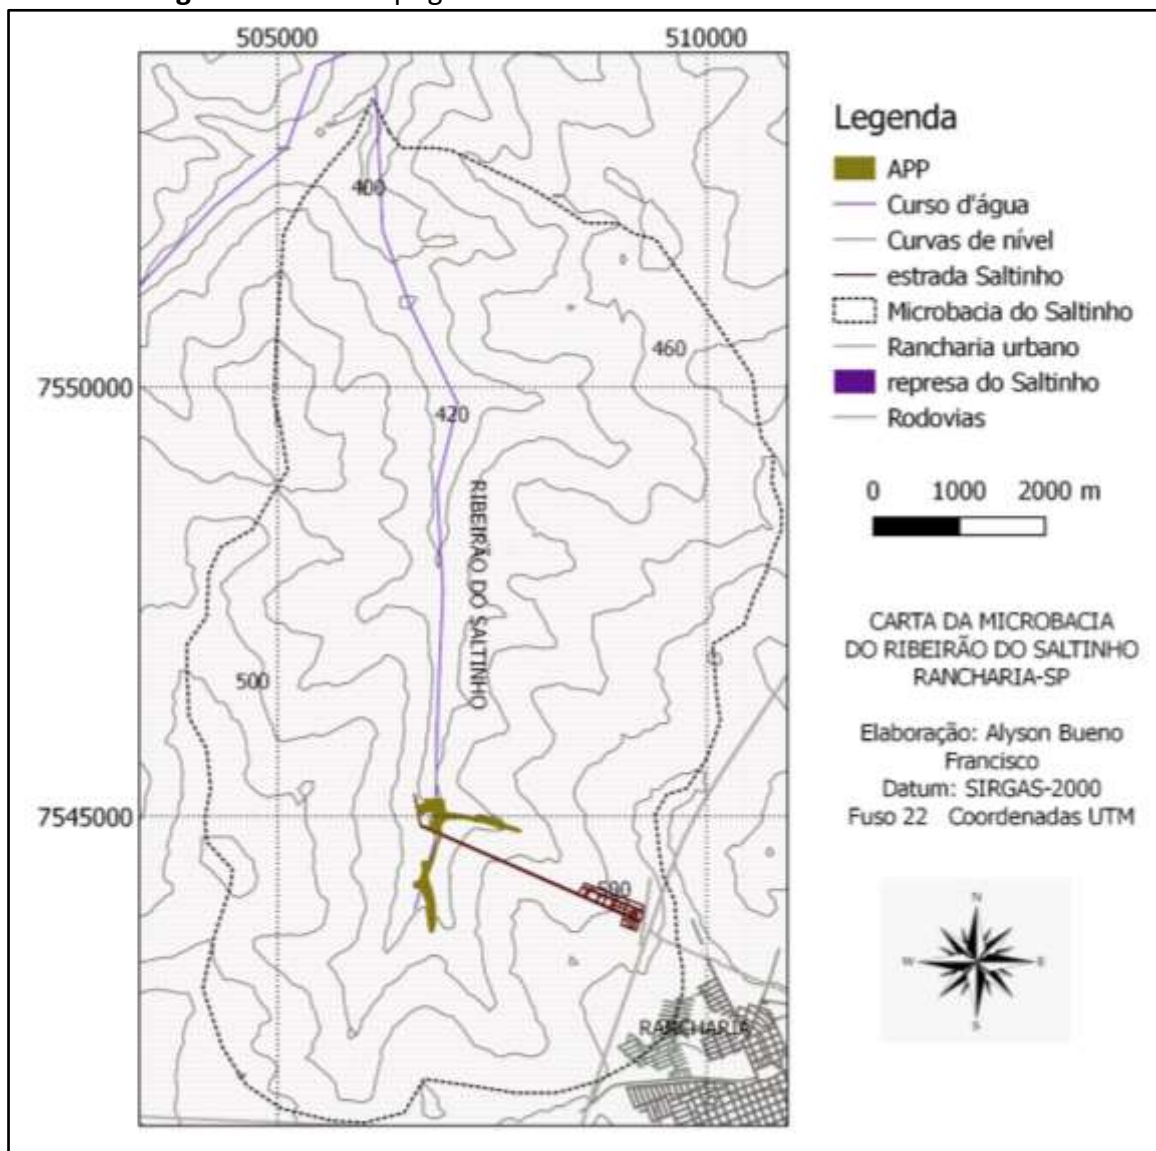 505000
510000
7550000
7545000
400
460
420
500
500
RIBEIRÃO DO SALTINHO
RANCHARIA
Legenda
APP
Curso d'água
Curvas de nível
estrada Saltinho
Microbacia do Saltinho
Rancharia urbano
represa do Saltinho
Rodovias
0 1000 2000 m
CARTA DA MICROBACIA
DO RIBEIRÃO DO SALTINHO
RANCHARIA-SP
Elaboração: Alyson Bueno
Francisco
Datum: SIRGAS-2000
Fuso 22 Coordenadas UTM
N
W
E
S